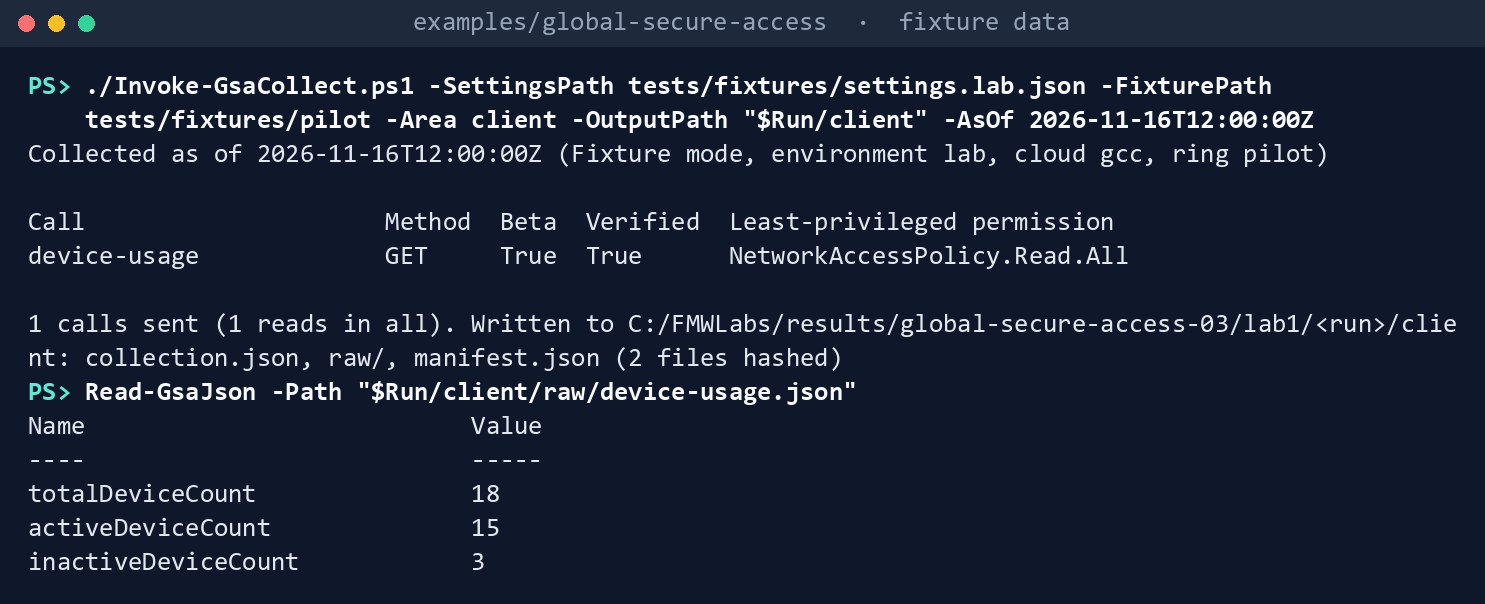 examples/global-secure-access · fixture data
PS> ./Invoke-GsaCollect.ps1 -SettingsPath tests/fixtures/settings.lab.json -FixturePath
tests/fixtures/pilot -Area client -OutputPath "$Run/client" -AsOf 2026-11-16T12:00:00Z
Collected as of 2026-11-16T12:00:00Z (Fixture mode, environment lab, cloud gcc, ring pilot)
Call Method Beta Verified Least-privileged permission
device-usage GET True True NetworkAccessPolicy.Read.All
1 calls sent (1 reads in all). Written to C:/FMWLabs/results/global-secure-access-03/lab1/<run>/clie
nt: collection.json, raw/, manifest.json (2 files hashed)
PS> Read-GsaJson -Path "$Run/client/raw/device-usage.json"
Name Value
---- -----
totalDeviceCount 18
activeDeviceCount 15
inactiveDeviceCount 3